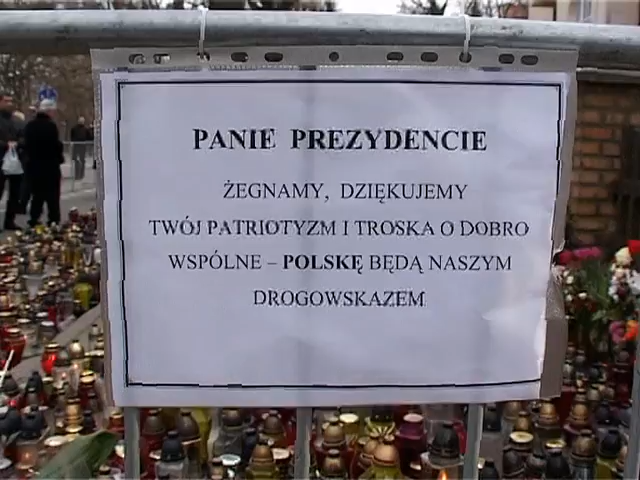 PANIE PREZYDENCIE
ŻEGNAMY, DZIĘKUJEMY
TWÓJ PATRIOTYZM I TROSKA O DOBRO
WSPÓLNE – POLSKĘ BĘDĄ NASZYM
DROGOWSKAZEM